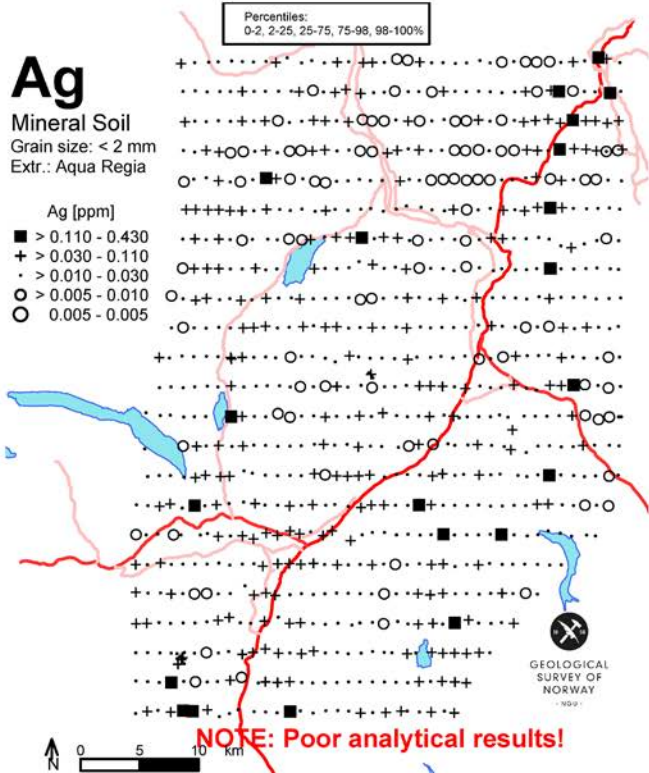 Percentiles:
0-2, 2-25, 25-75, 75-98, 98-100%
Ag
Mineral Soil
Grain size: < 2 mm
Extr.: Aqua Regia
Ag [ppm]
> 0.110 - 0.430
> 0.030 - 0.110
> 0.010 - 0.030
> 0.005 - 0.010
0.005 - 0.005
GEOLOGICAL
SURVEY OF
NORWAY
- NGU -
NOTE: Poor analytical results!
N
0 5 10 km